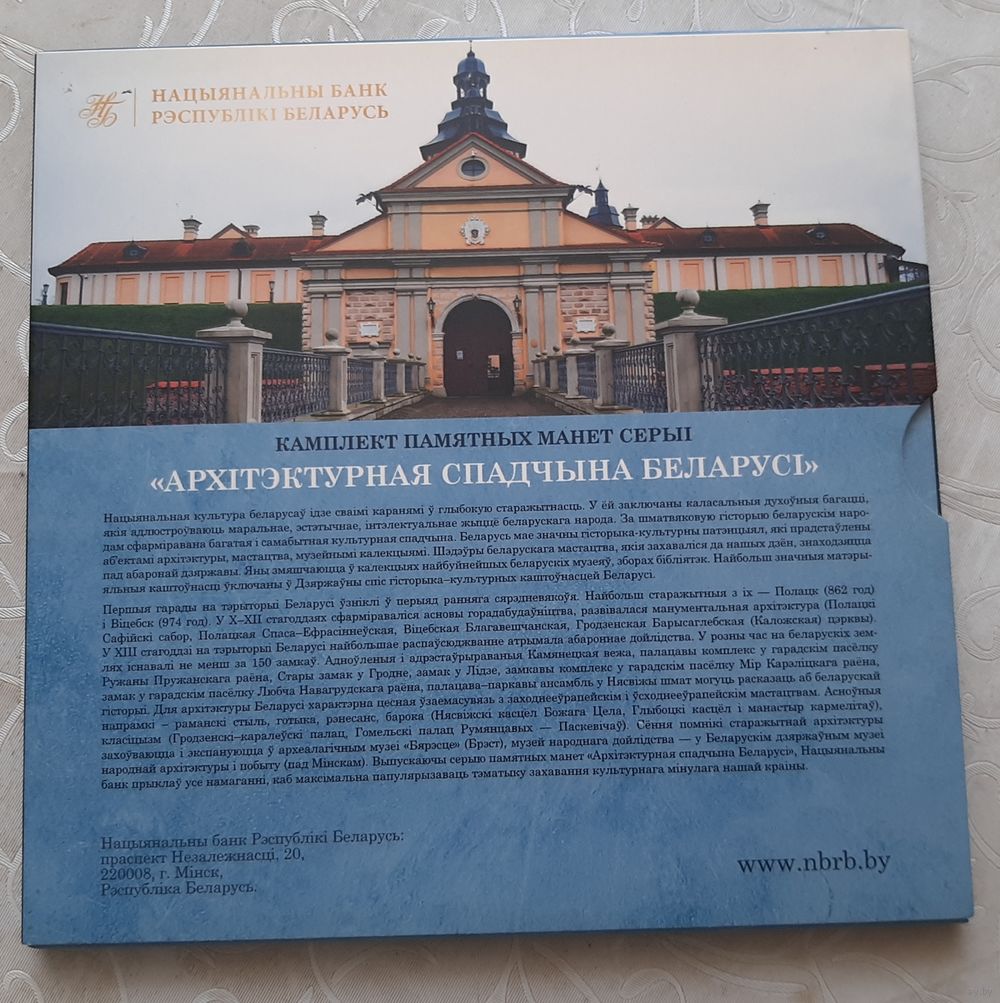 НАЦЫЯНАЛЬНЫ БАНК
РЭСПУБЛІКІ БЕЛАРУСЬ
КАМПЛЕКТ ПАМЯТНЫХ МАНЕТ СЕРЫІ
«АРХІТЭКТУРНАЯ СПАДЧЫНА БЕЛАРУСІ»
Нацыянальная культура беларусаў ідзе сваімі каранямі ў глыбокую старажытнасць. У ёй заключаны каласальныя духоўныя багацці,
якія адлюстроўваюць маральнае, эстэтычнае, інтэлектуальнае жыццё беларускага народа. За шматвяковую гісторыю беларускім наро-
дам сфарміравана багатая і самабытная культурная спадчына. Беларусь мае значны гісторыка-культурны патэнцыял, які прадстаўлены
аб'ектамі архітэктуры, мастацтва, музейнымі калекцыямі. Шэдэўры беларускага мастацтва, якія захаваліся да нашых дзён, знаходзяцца
пад абаронай дзяржавы. Яны змяшчаюцца ў калекцыях найбуйнейшых беларускіх музеяў, зборах бібліятэк. Найбольш значныя матэры-
яльныя каштоўнасці ўключаны ў Дзяржаўны спіс гісторыка–культурных каштоўнасцей Беларусі.
Першыя гарады на тэрыторыі Беларусі ўзніклі ў перыяд ранняга сярэдневякоўя. Найбольш старажытныя з іх — Полацк (862 год)
і Віцебск (974 год). У X–XII стагоддзях сфарміраваліся асновы горадабудаўніцтва, развівалася манументальная архітэктура (Полацкі
Сафійскі сабор, Полацкая Спаса–Ефрасіннеўская, Віцебская Благавешчанская, Гродзенская Барысаглебская (Каложская) цэрквы).
У XIII стагоддзі на тэрыторыі Беларусі найбольшае распаўсюджванне атрымала абароннае дойлідства. У розны час на беларускіх зем-
лях існавалі не менш за 150 замкаў. Адноўленыя і адрэстаўрыраваныя Камянецкая вежа, палацавы комплекс у гарадскім пасёлку
Ружаны Пружанскага раёна, Стары замак у Гродне, замак у Лідзе, замкавы комплекс у гарадскім пасёлку Мір Карэліцкага раёна,
замак у гарадскім пасёлку Любча Навагрудскага раёна, палацава–паркавы ансамбль у Нясвіжы шмат могуць расказаць аб беларускай
гісторыі. Для архітэктуры Беларусі характэрна цесная ўзаемасувязь з заходнееўрапейскім і ўсходнееўрапейскім мастацтвам. Асноўныя
напрамкі – раманскі стыль, готыка, рэнесанс, барока (Нясвіжскі касцёл Божага Цела, Глыбоцкі касцёл і манастыр кармелітаў),
класіцызм (Гродзенскі–каралеўскі палац, Гомельскі палац Румянцавых — Паскевічаў). Сёння помнікі старажытнай архітэктуры
захоўваюцца і экспануюцца ў археалагічным музеі «Бярэсце» (Брэст), музей народнага дойлідства — у Беларускім дзяржаўным музеі
народнай архітэктуры і побыту (пад Мінскам). Выпускаючы серыю памятных манет «Архітэктурная спадчына Беларусі», Нацыянальны
банк прыклаў усе намаганні, каб максімальна папулярызаваць тэматыку захавання культурнага мінулага нашай краіны.
Нацыянальны банк Рэспублікі Беларусь:
праспект Незалежнасці, 20,
220008, г. Мінск,
Рэспубліка Беларусь.
www.nbrb.by
ay.by